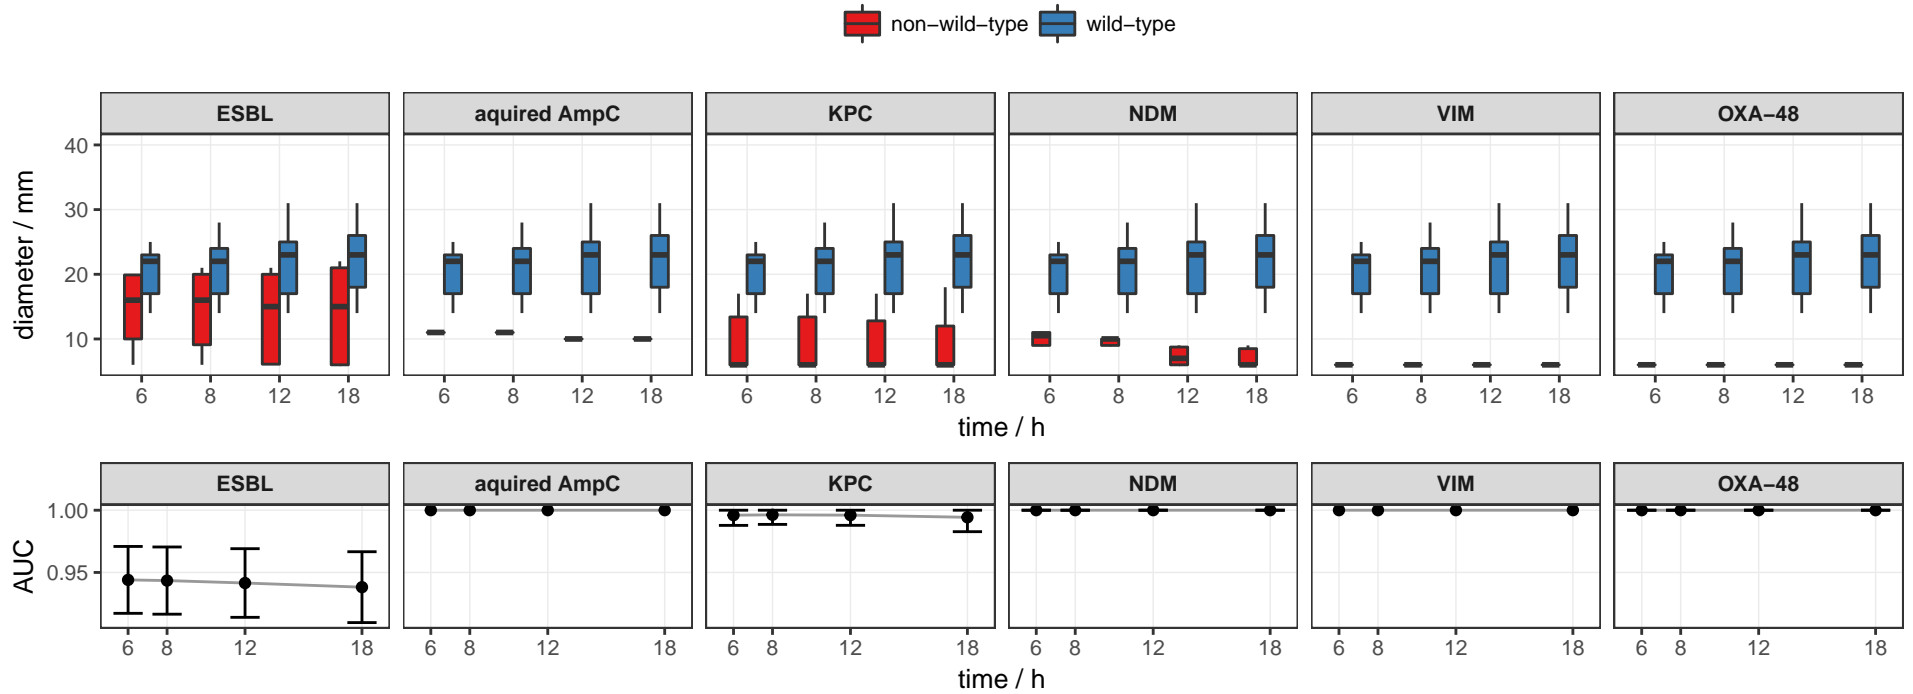 non−wild−type wild−type
ESBL aquired AmpC KPC NDM VIM OXA−48
diameter / mm
40
30
20
10
6 8 12 18 6 8 12 18 6 8 12 18 6 8 12 18 6 8 12 18 6 8 12 18
time / h
ESBL aquired AmpC KPC NDM VIM OXA−48
AUC
1.00
0.95
6 8 12 18 6 8 12 18 6 8 12 18 6 8 12 18 6 8 12 18 6 8 12 18
time / h